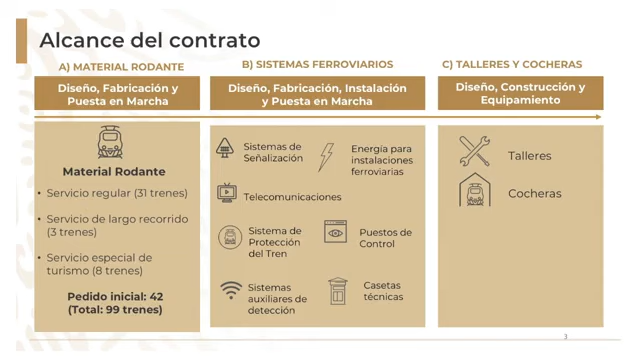 Alcance del contrato
A) MATERIAL RODANTE
Diseño, Fabricación y
Puesta en Marcha
Material Rodante
• Servicio regular (31 trenes)
• Servicio de largo recorrido
(3 trenes)
• Servicio especial de
turismo (8 trenes)
Pedido inicial: 42
(Total: 99 trenes)
B) SISTEMAS FERROVIARIOS
Diseño, Fabricación, Instalación
y Puesta en Marcha
Sistemas de
Señalización
Energía para
instalaciones
ferroviarias
Telecomunicaciones
Sistema de
Protección
del Tren
Puestos de
Control
Sistemas
auxiliares de
detección
Casetas
técnicas
C) TALLERES Y COCHERAS
Diseño, Construcción y
Equipamiento
Talleres
Cocheras
3